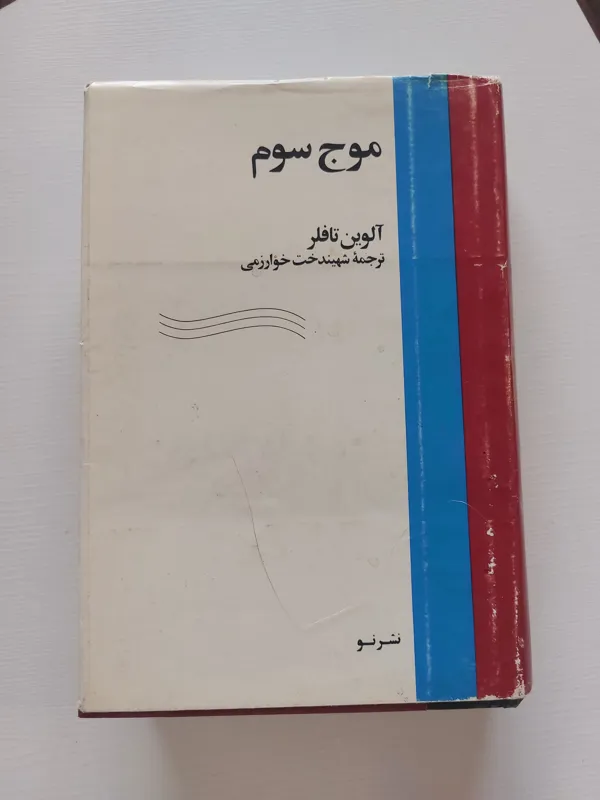 موج سوم
آلوین تافلر
ترجمهٔ شهیندخت خوارزمی
نشر نو